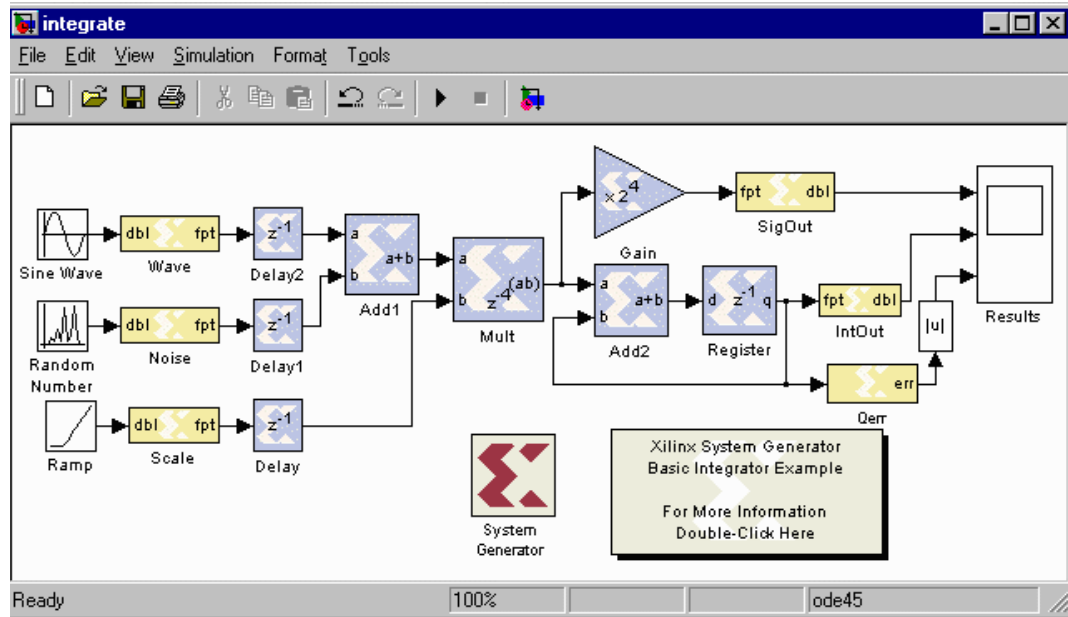 integrate
File Edit View Simulation Format Tools
Sine Wave
dbl fpt
Wave
z-1
Delay2
a
b
a+b
Add1
Random
Number
dbl fpt
Noise
z-1
Delay1
Ramp
dbl fpt
Scale
z-1
Delay
a
b
(ab)
z-4
Mult
x 2^4
Gain
fpt dbl
SigOut
a
b
a+b
Add2
d z-1 q
Register
fpt dbl
IntOut
|u|
err
Qerr
Results
System
Generator
Xilinx System Generator
Basic Integrator Example
For More Information
Double-Click Here
Ready 100% ode45